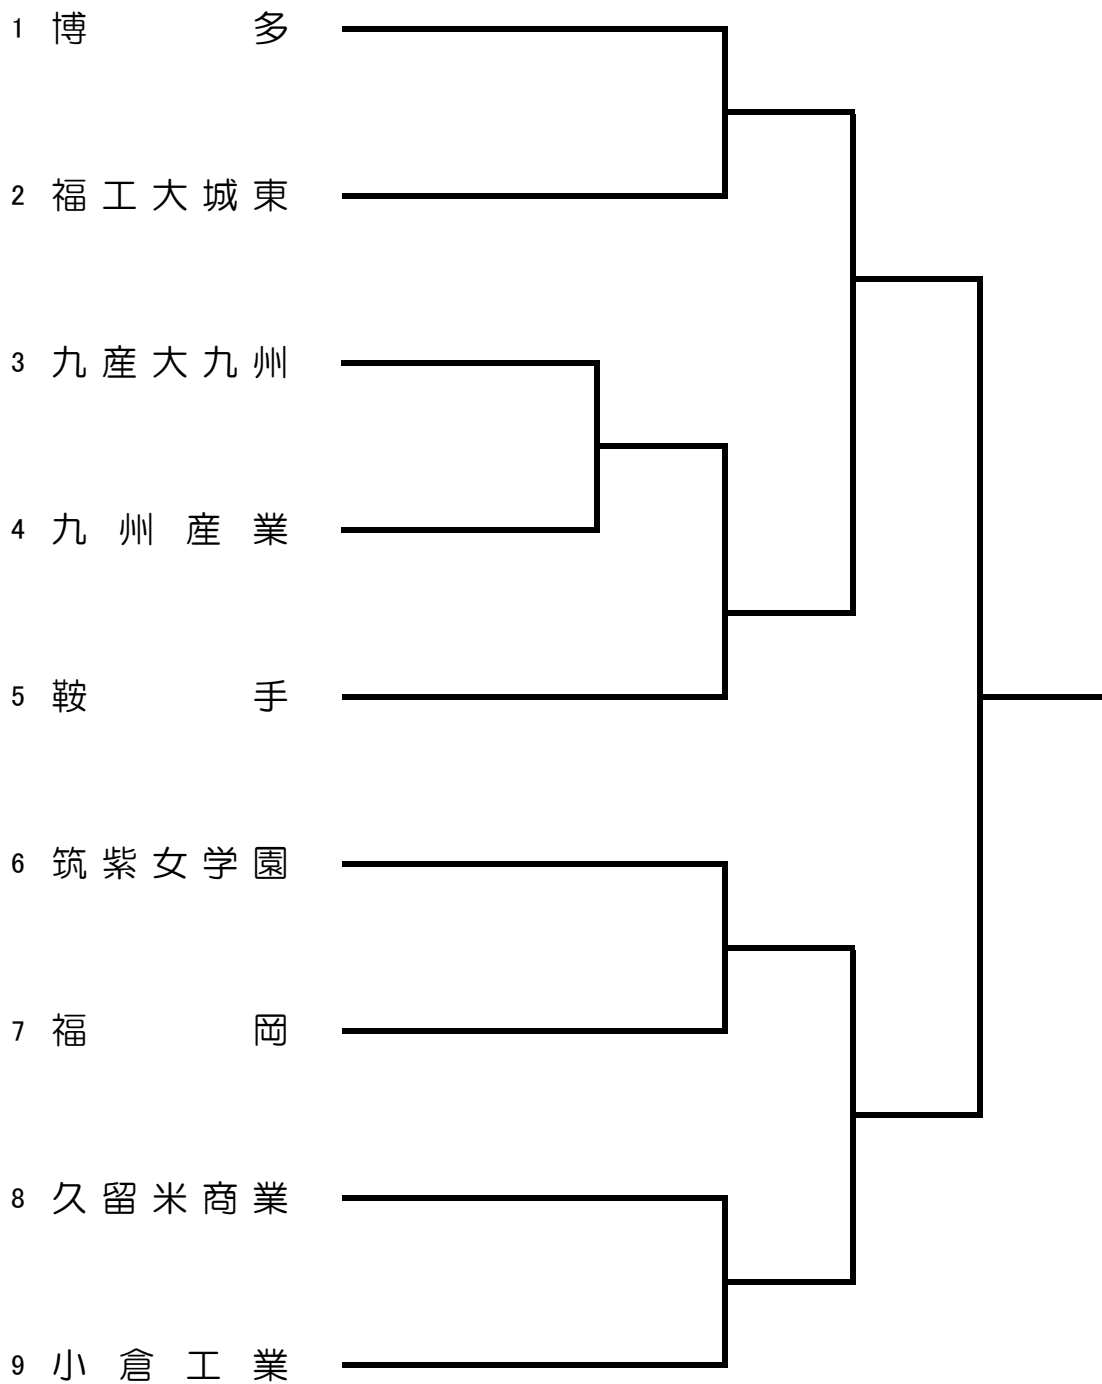 1 博多
2 福工大城東
3 九産大九州
4 九州産業
5 鞍手
6 筑紫女学園
7 福岡
8 久留米商業
9 小倉工業